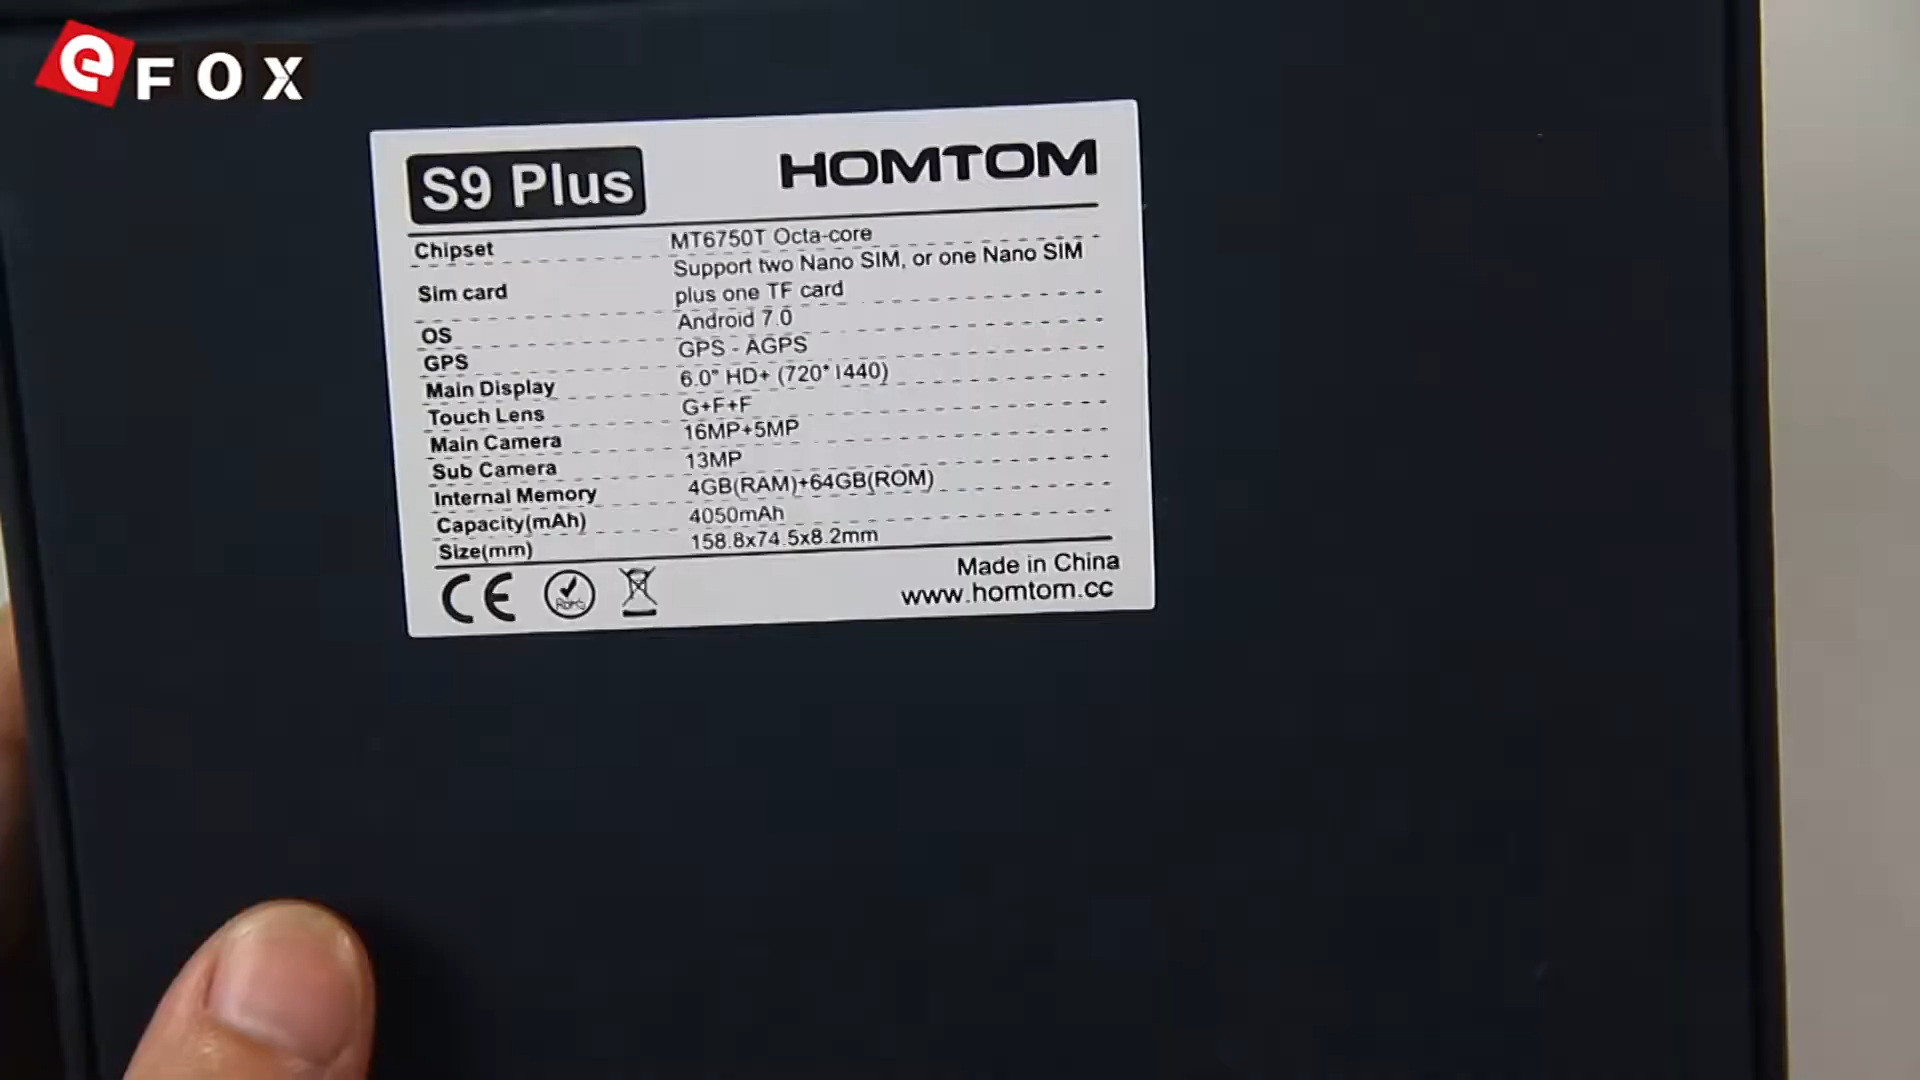 e FOX
S9 Plus HOMTOM
Chipset MT6750T Octa-core
Sim card Support two Nano SIM, or one Nano SIM
plus one TF card
OS Android 7.0
GPS GPS - AGPS
Main Display 6.0" HD+ (720*1440)
Touch Lens G+F+F
Main Camera 16MP+5MP
Sub Camera 13MP
Internal Memory 4GB(RAM)+64GB(ROM)
Capacity(mAh) 4050mAh
Size(mm) 158.8x74.5x8.2mm
CE RoHS Made in China
www.homtom.cc